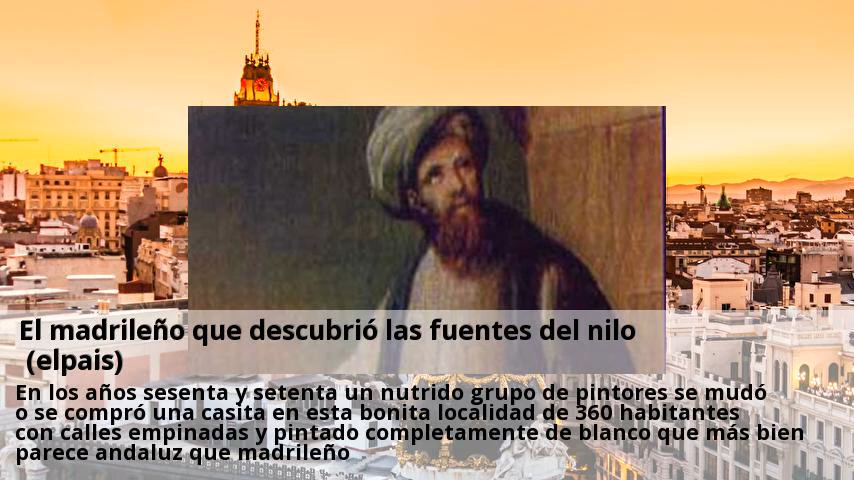 El madrileño que descubrió las fuentes del nilo
(elpais)
En los años sesenta y setenta un nutrido grupo de pintores se mudó
o se compró una casita en esta bonita localidad de 360 habitantes
con calles empinadas y pintado completamente de blanco que más bien
parece andaluz que madrileño